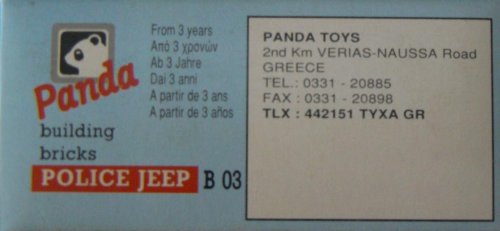 Panda
building
bricks
POLICE JEEP B 03
From 3 years
Από 3 χρονών
Ab 3 Jahre
Dai 3 anni
A partir de 3 ans
A partir de 3 años
PANDA TOYS
2nd Km VERIAS-NAUSSA Road
GREECE
TEL.: 0331 - 20885
FAX : 0331 - 20898
TLX : 442151 TYXA GR